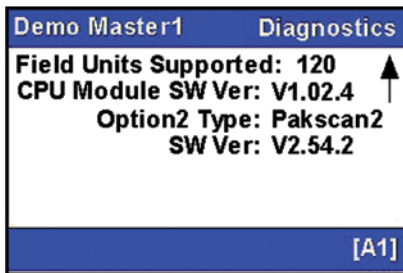 Demo Master1 Diagnostics
Field Units Supported: 120
CPU Module SW Ver: V1.02.4
Option2 Type: Pakscan2
SW Ver: V2.54.2
[A1]